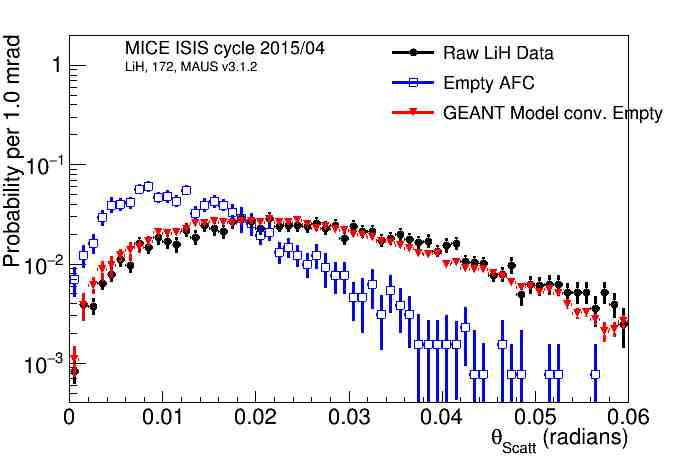 MICE ISIS cycle 2015/04
LiH, 172, MAUS v3.1.2
Raw LiH Data
Empty AFC
GEANT Model conv. Empty
Probability per 1.0 mrad
1
10⁻¹
10⁻²
10⁻³
0 0.01 0.02 0.03 0.04 0.05 0.06
θ_Scatt (radians)